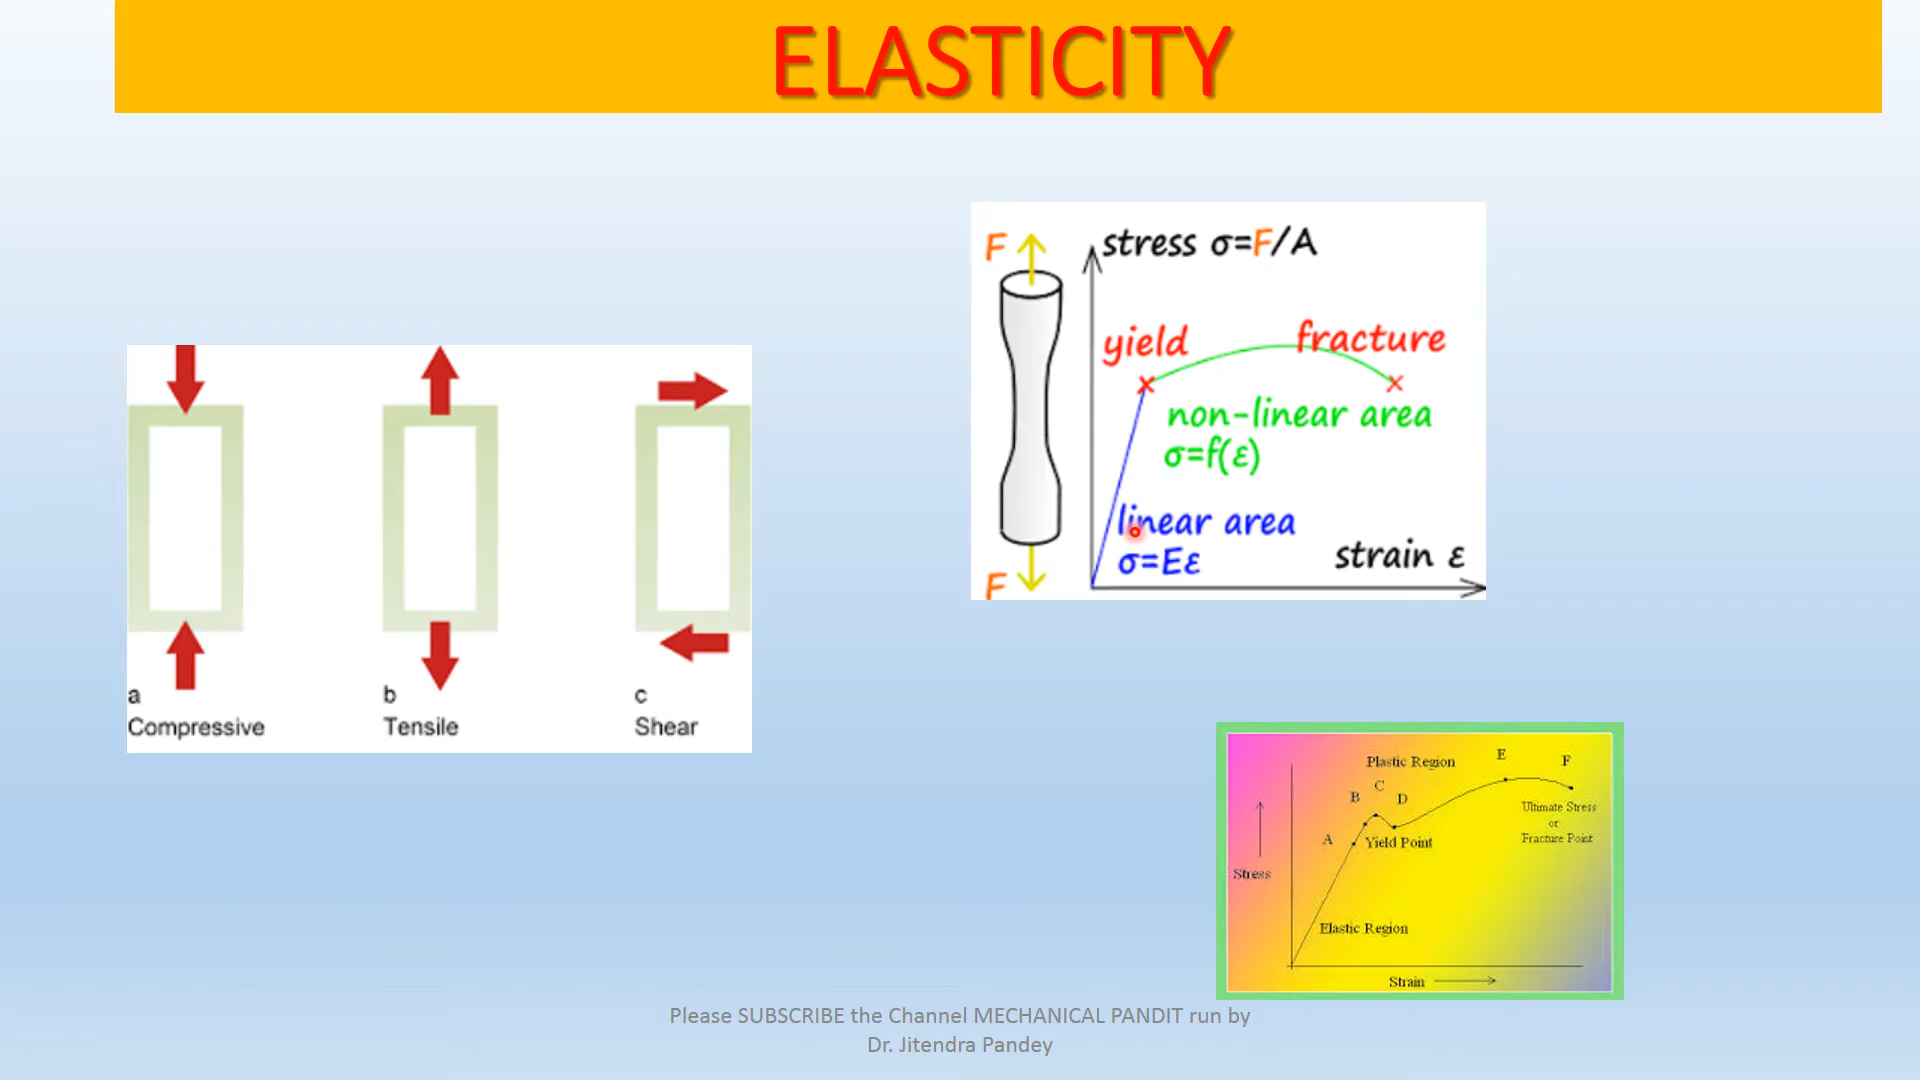 ELASTICITY
a
Compressive
b
Tensile
c
Shear
F
stress σ=F/A
yield
fracture
non-linear area
σ=f(ε)
linear area
σ=Eε
strain ε
F
Plastic Region
E
F
B
C
D
A
Yield Point
Ultimate Stress
or
Fracture Point
Stress
Elastic Region
Strain
Please SUBSCRIBE the Channel MECHANICAL PANDIT run by
Dr. Jitendra Pandey